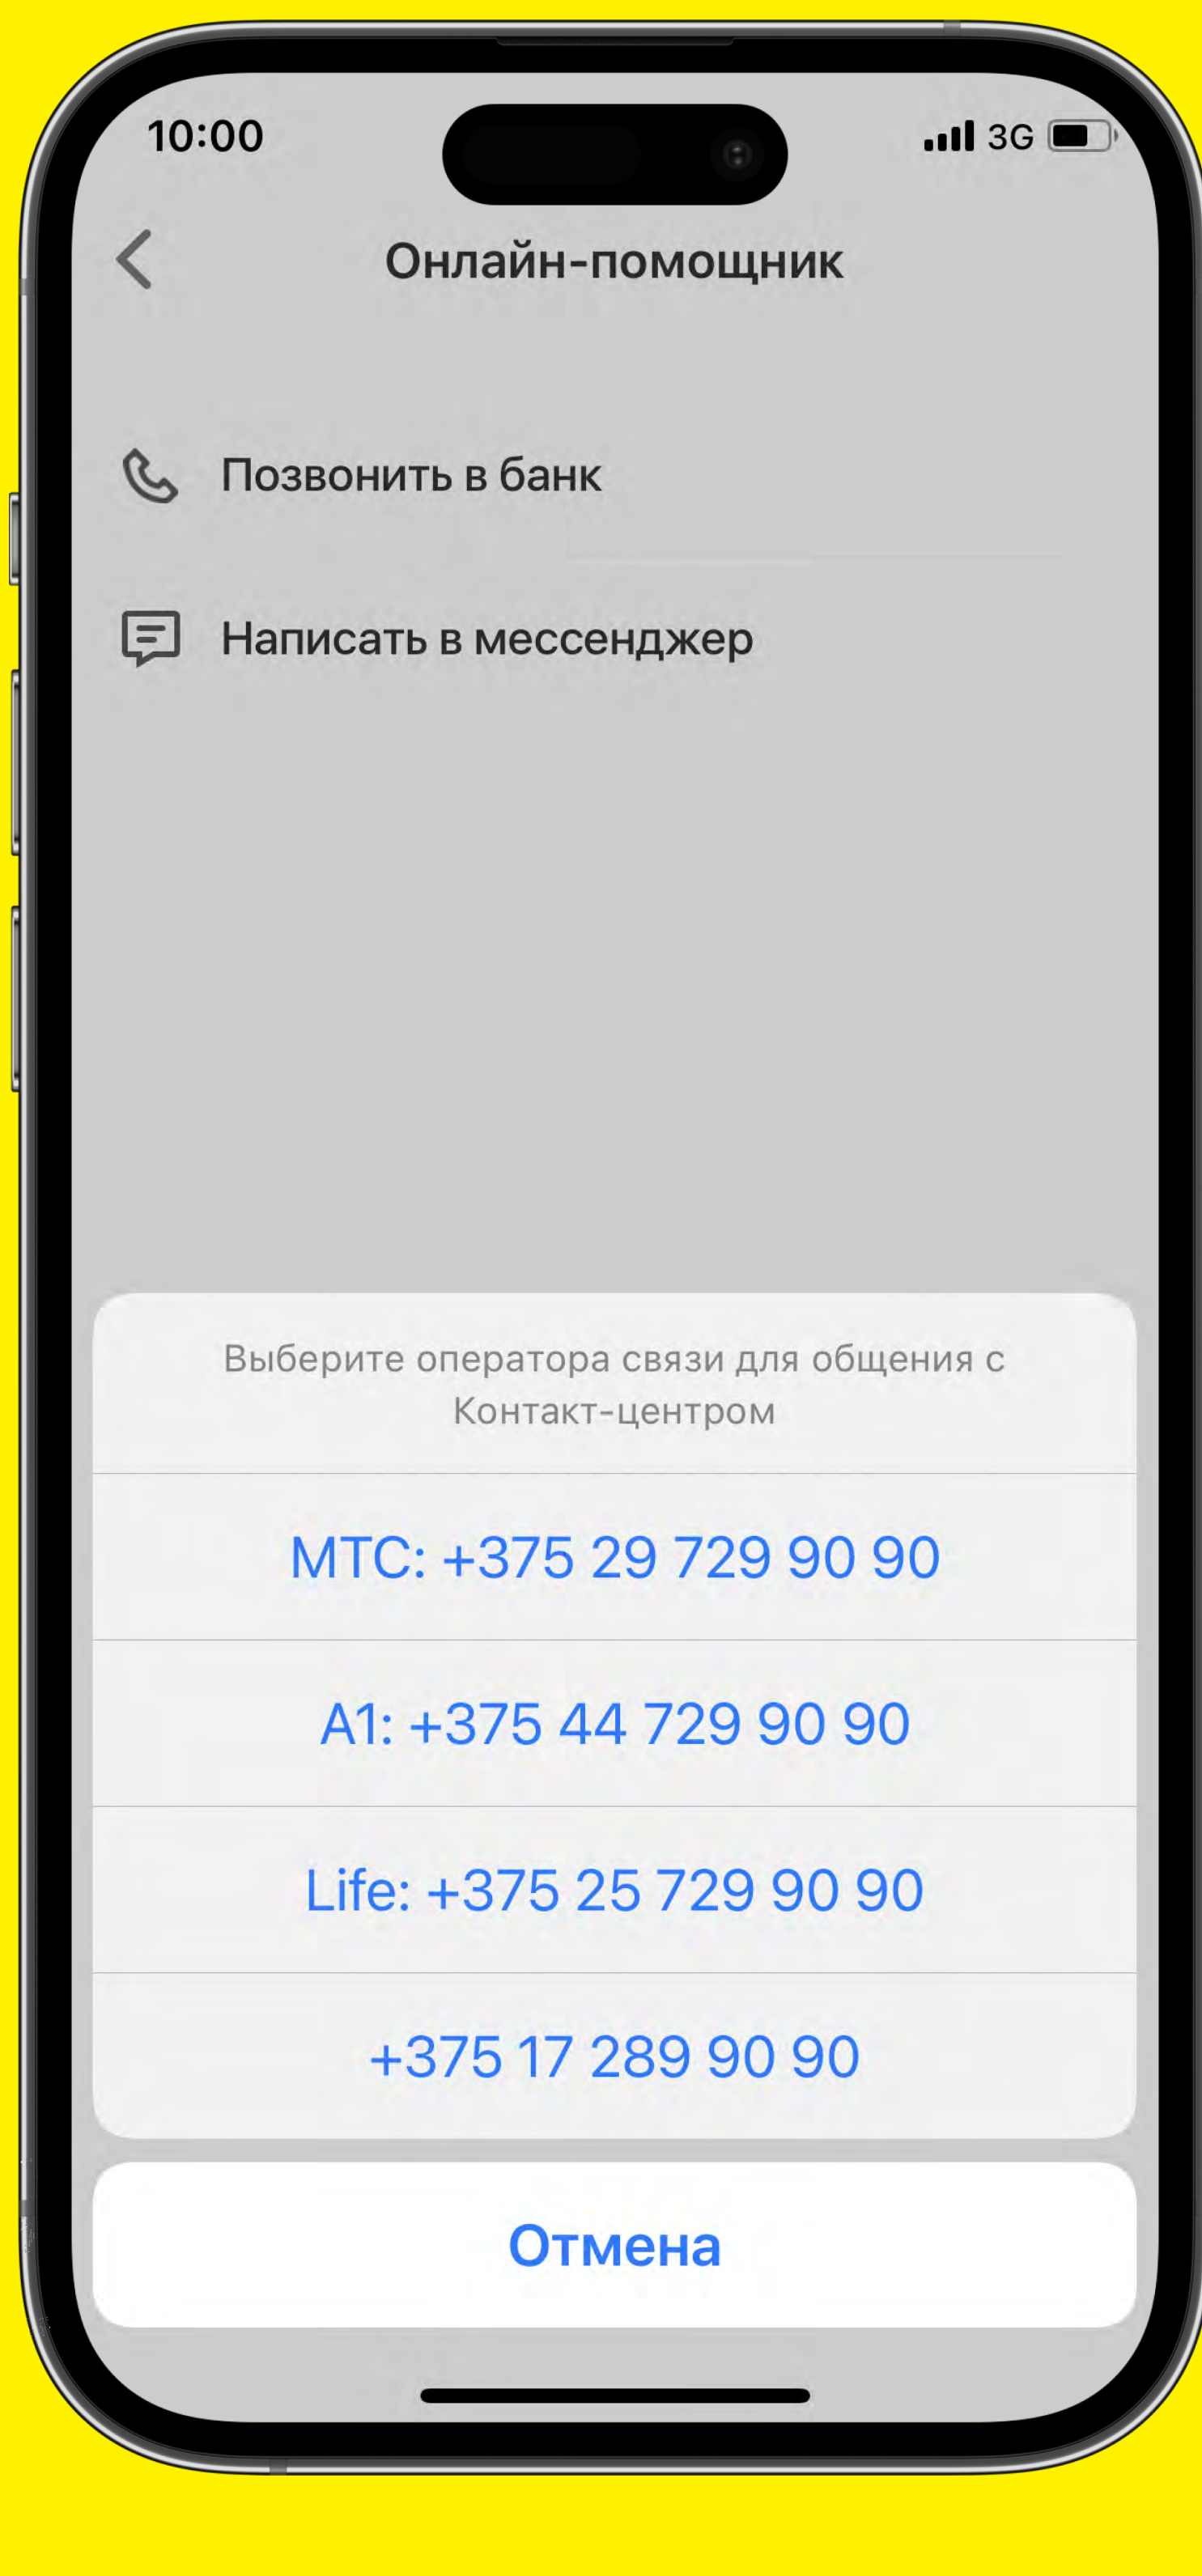 10:00
3G
Онлайн-помощник
Позвонить в банк
Написать в мессенджер
Выберите оператора связи для общения с
Контакт-центром
МТС: +375 29 729 90 90
A1: +375 44 729 90 90
Life: +375 25 729 90 90
+375 17 289 90 90
Отмена